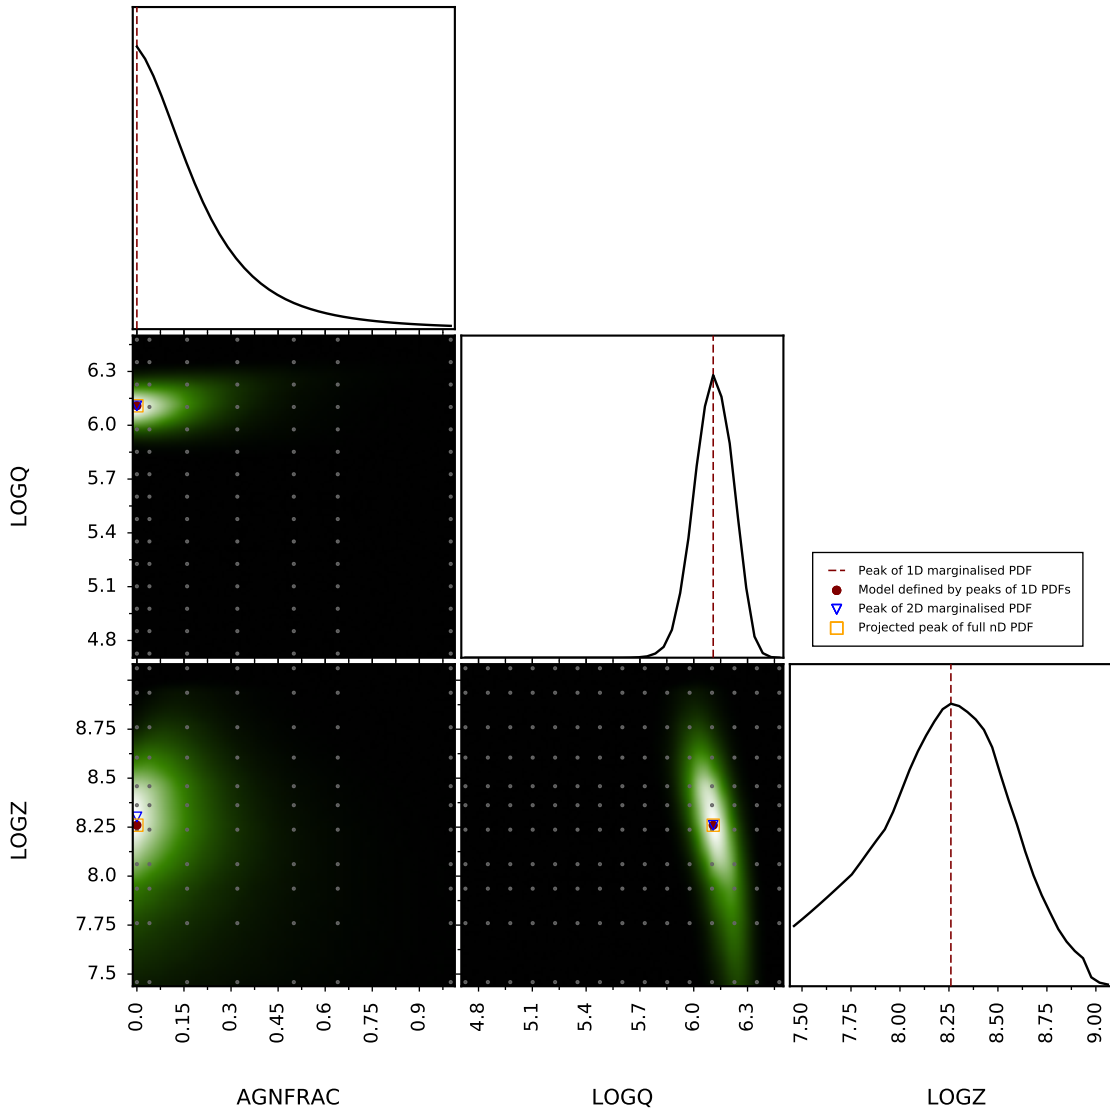 6.3
6.0
5.7
5.4
5.1
4.8
LOGQ
Peak of 1D marginalised PDF
Model defined by peaks of 1D PDFs
Peak of 2D marginalised PDF
Projected peak of full nD PDF
8.75
8.5
8.25
8.0
7.75
7.5
LOGZ
0.0 0.15 0.3 0.45 0.6 0.75 0.9
4.8 5.1 5.4 5.7 6.0 6.3
7.50 7.75 8.00 8.25 8.50 8.75 9.00
AGNFRAC LOGQ LOGZ